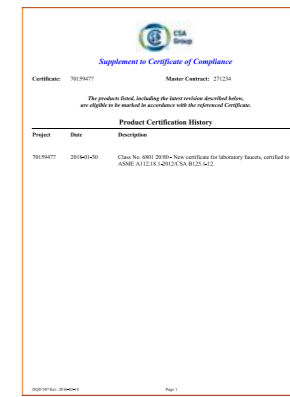 CSA
Group
Supplement to Certificate of Compliance
Certificate: 70159477 Master Contract: 271234
The products listed, including the latest revision described below,
are eligible to be marked in accordance with the referenced Certificate.
Product Certification History
Project Date Description
70159477 2018-01-30 Class No. 6801 20/80 - New certificate for laboratory faucets, certified to
ASME A112.18.1-2012/CSA B125.1-12.
Page 1